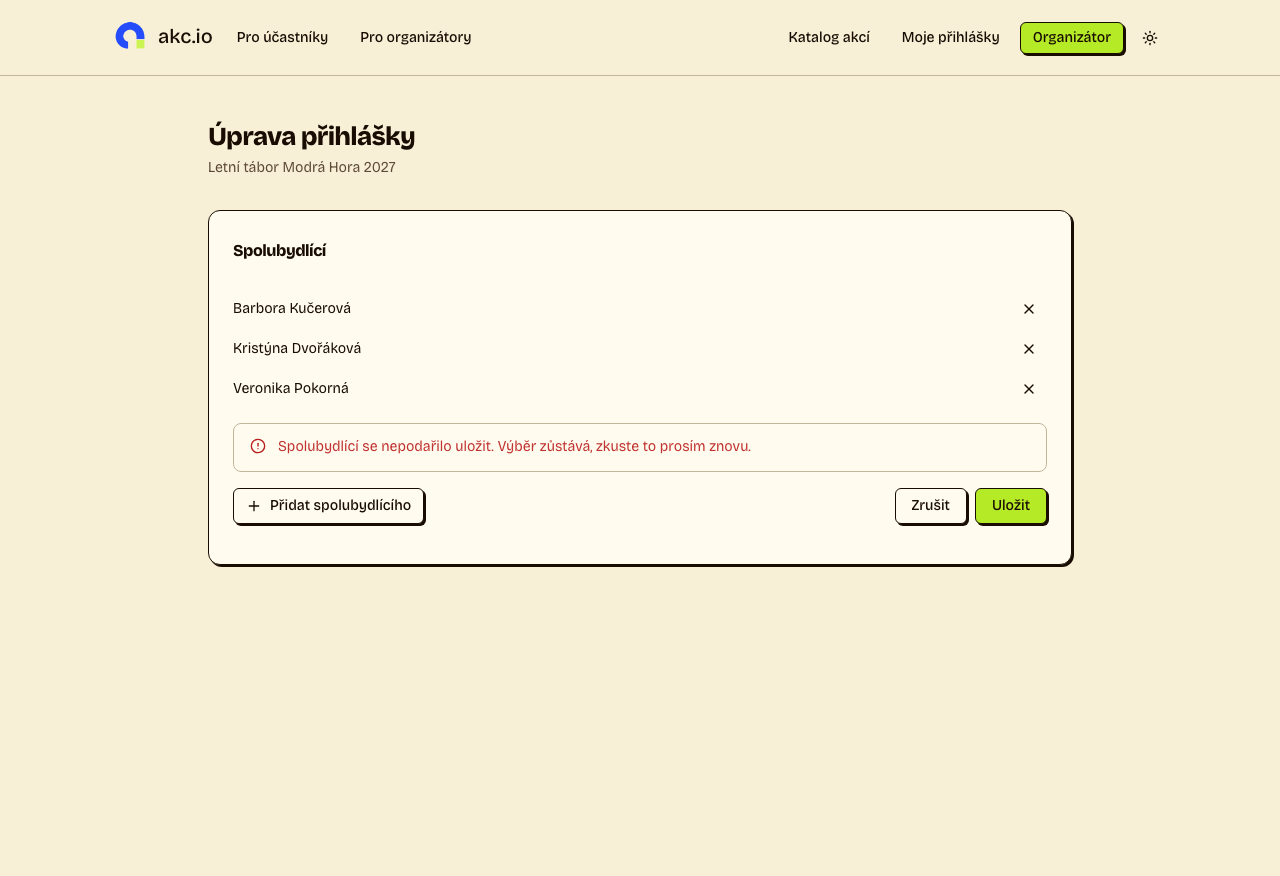 akc.io
Pro účastníky
Pro organizátory
Katalog akcí
Moje přihlášky
Organizátor
Úprava přihlášky
Letní tábor Modrá Hora 2027
Spolubydlící
Barbora Kučerová
Kristýna Dvořáková
Veronika Pokorná
Spolubydlící se nepodařilo uložit. Výběr zůstává, zkuste to prosím znovu.
Přidat spolubydlícího
Zrušit
Uložit